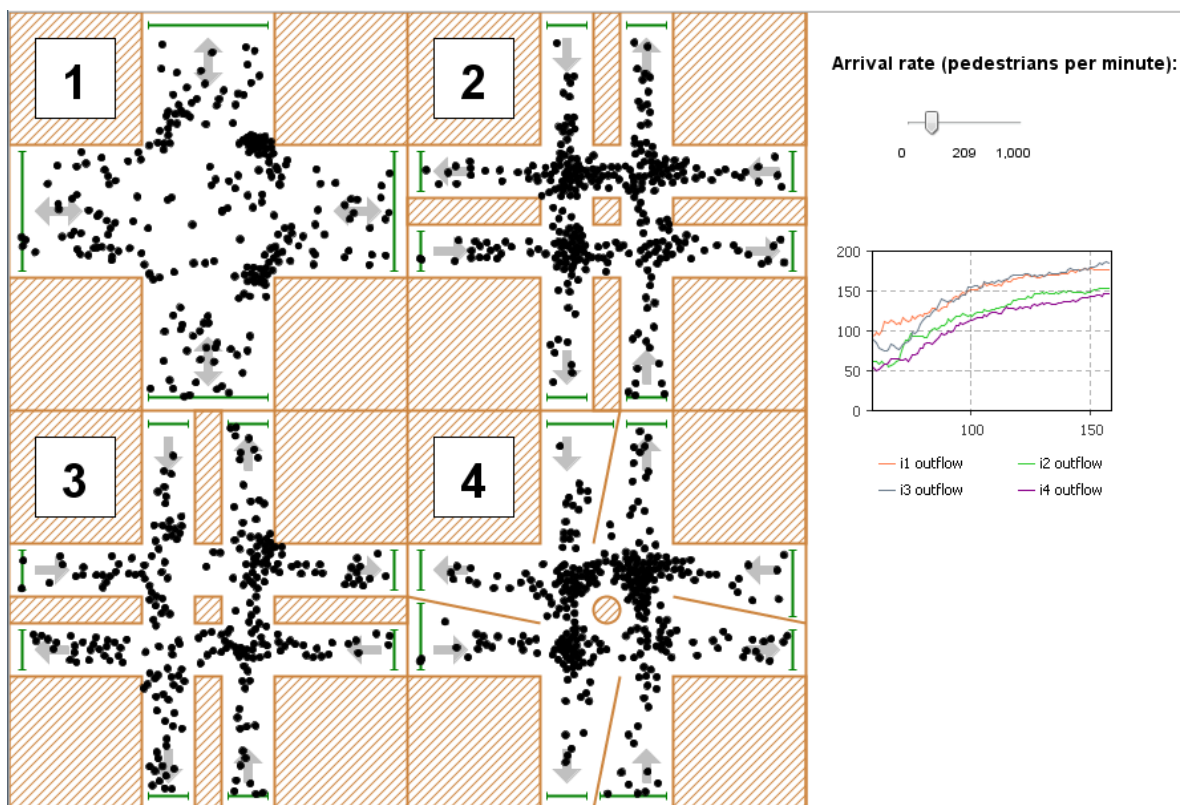 1
2
3
4
Arrival rate (pedestrians per minute):
0 209 1,000
200
150
100
50
0
100 150
i1 outflow i2 outflow
i3 outflow i4 outflow